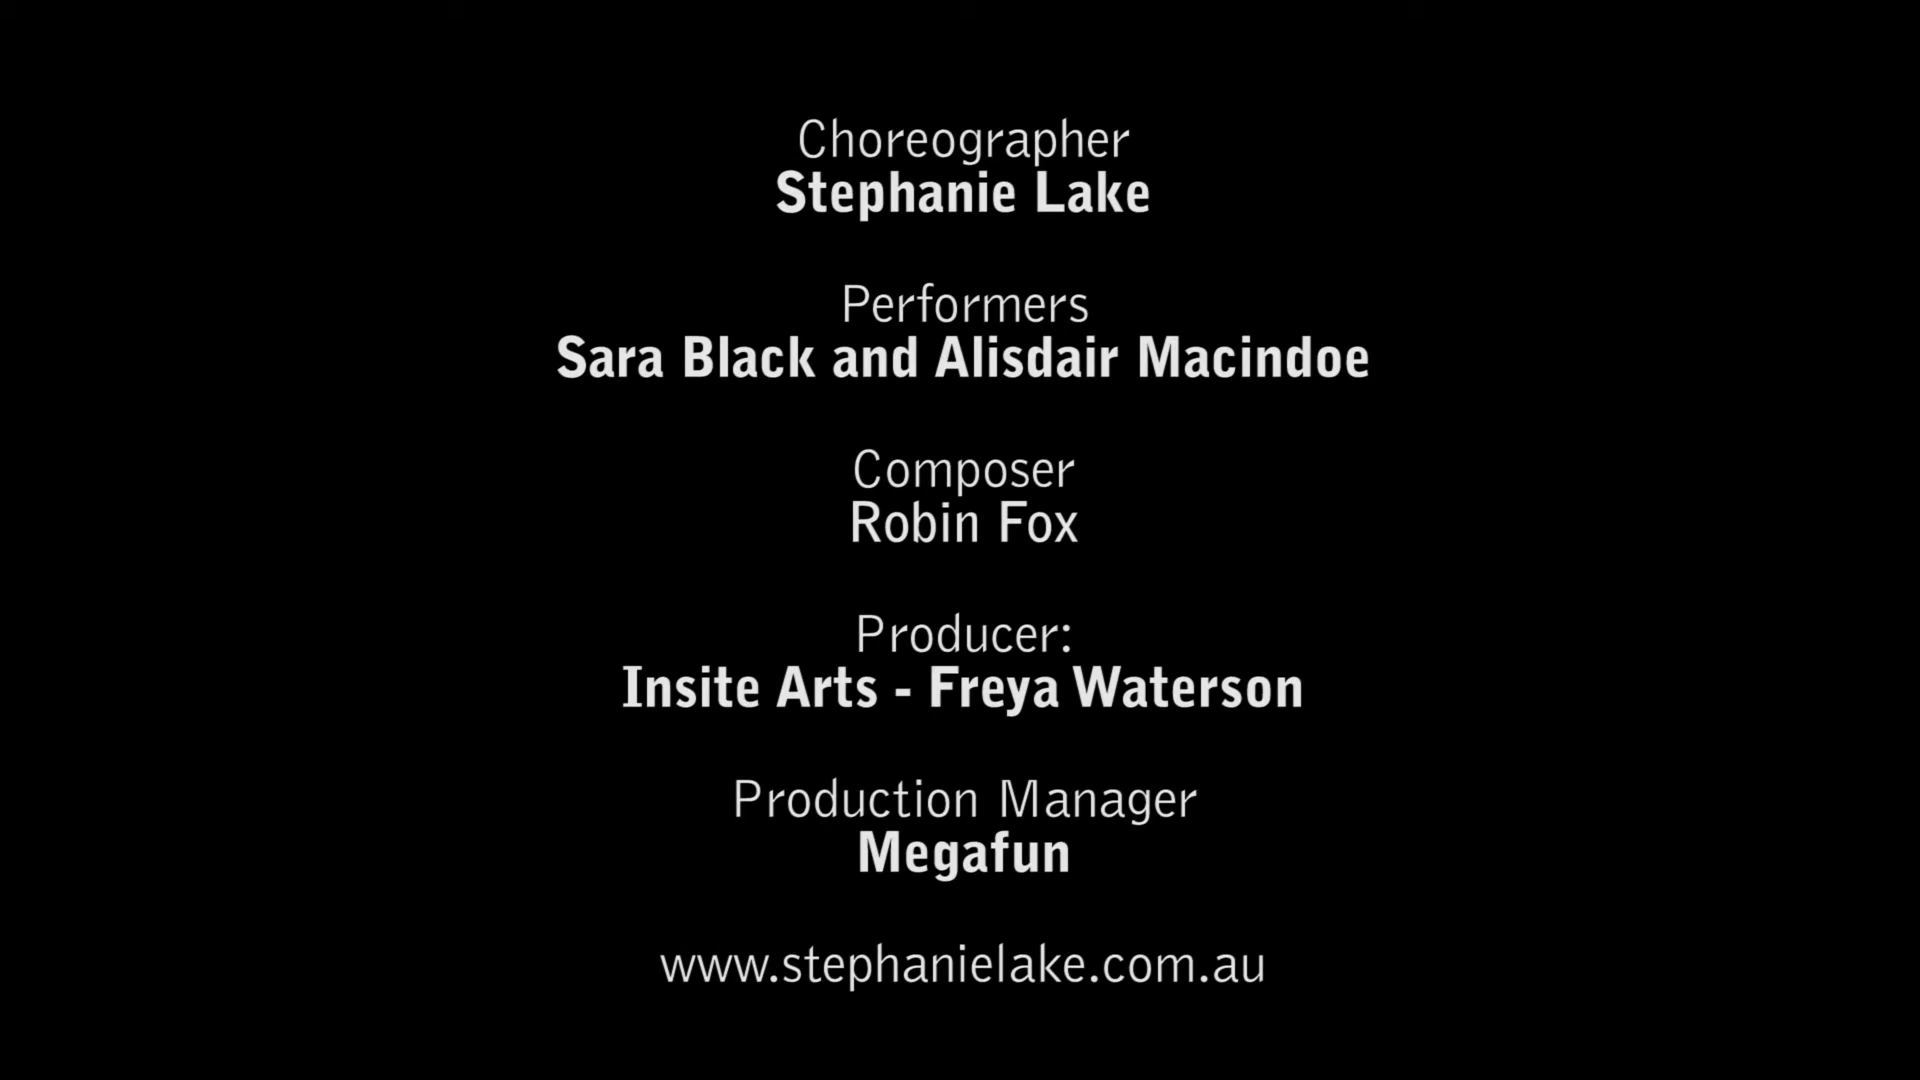 Choreographer
Stephanie Lake
Performers
Sara Black and Alisdair Macindoe
Composer
Robin Fox
Producer:
Insite Arts - Freya Waterson
Production Manager
Megafun
www.stephanielake.com.au